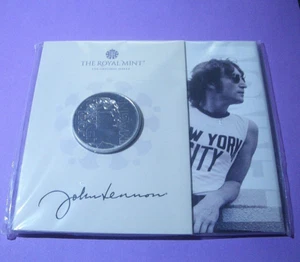 THE ROYAL MINT®
NEW YORK
CITY
John Lennon